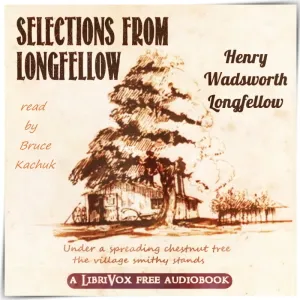 SELECTIONS FROM
LONGFELLOW
Henry
Wadsworth
Longfellow
read
by
Bruce
Kachuk
Under a spreading chestnut tree
the village smithy stands
A LIBRIVOX FREE AUDIOBOOK